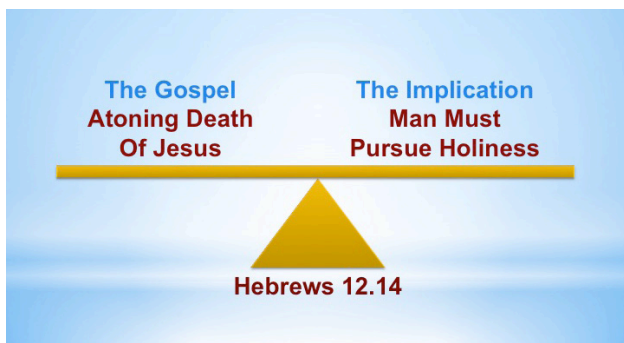 The Gospel
Atoning Death
Of Jesus
The Implication
Man Must
Pursue Holiness
Hebrews 12.14